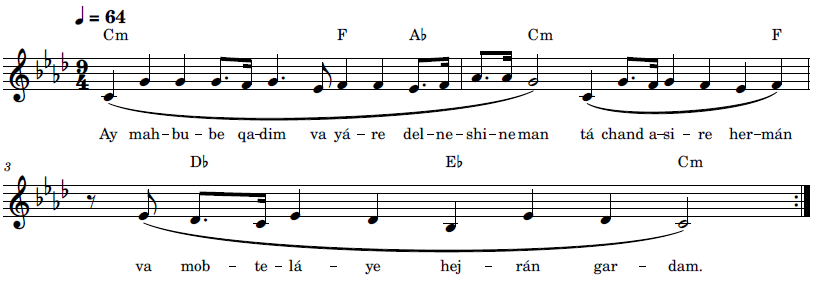 ♩ = 64
Cm F A♭ Cm F
9
4
Ay mah–bu–be qa–dim va yá–re del–ne–shi–ne man tá chand a–si–re her–mán
3
D♭ E♭ Cm
va mob–te–lá–ye hej–rán gar–dam.